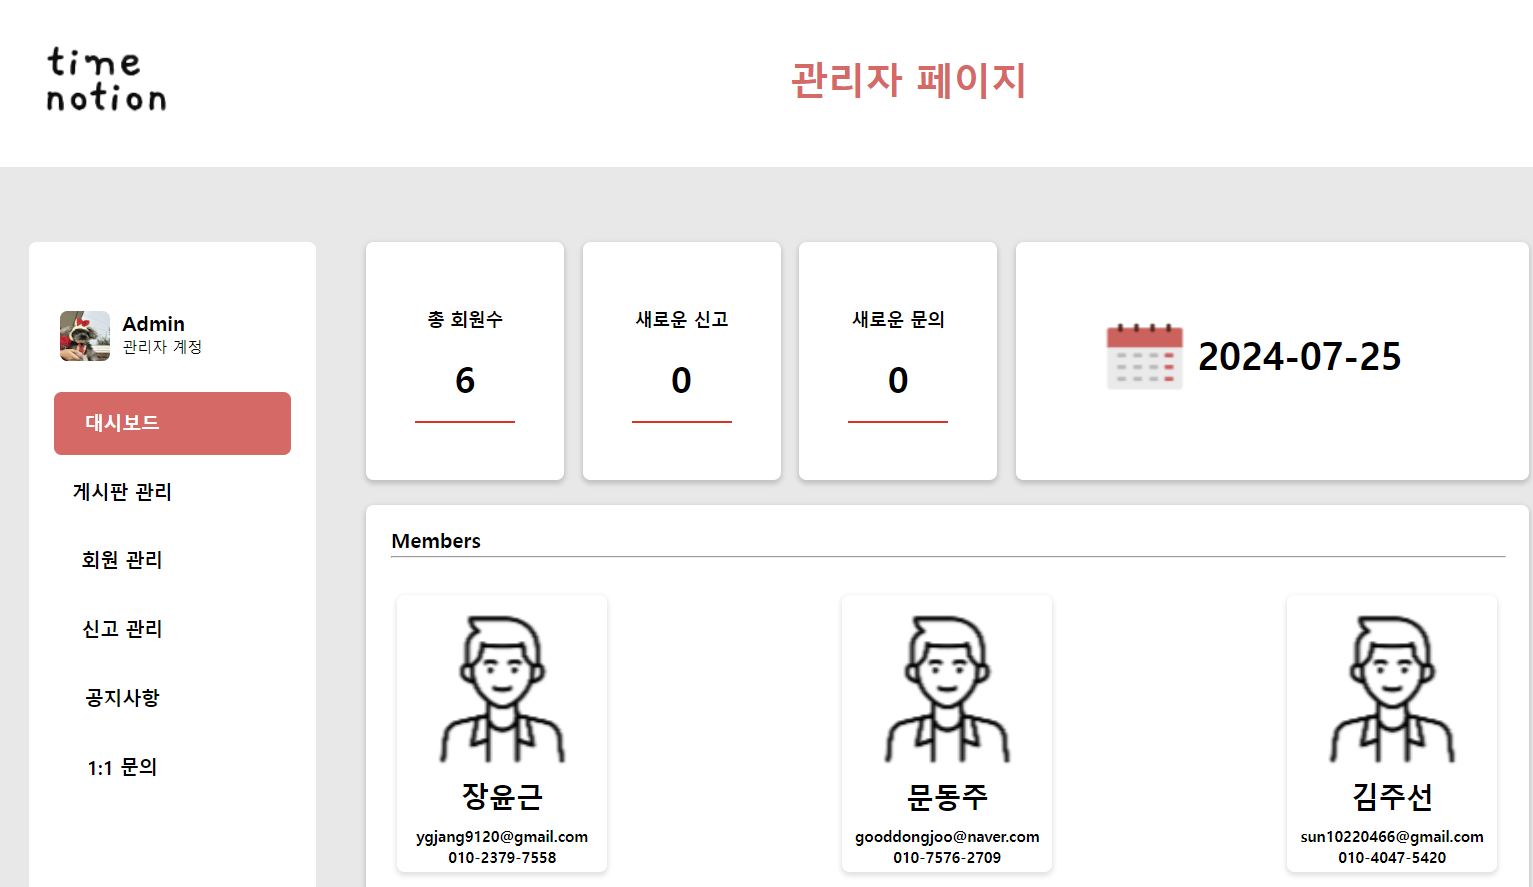 time
notion
관리자 페이지
Admin
관리자 계정
대시보드
게시판 관리
회원 관리
신고 관리
공지사항
1:1 문의
총 회원수
6
새로운 신고
0
새로운 문의
0
2024-07-25
Members
장윤근
ygjang9120@gmail.com
010-2379-7558
문동주
gooddongjoo@naver.com
010-7576-2709
김주선
sun10220466@gmail.com
010-4047-5420